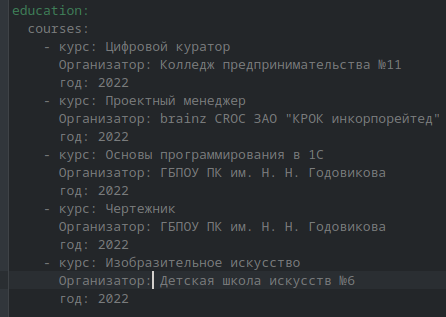 education:
courses:
- курс: Цифровой куратор
Организатор: Колледж предпринимательства №11
год: 2022
- курс: Проектный менеджер
Организатор: brainz CROC ЗАО "КРОК инкорпорейтед"
год: 2022
- курс: Основы программирования в 1С
Организатор: ГБПОУ ПК им. Н. Н. Годовикова
год: 2022
- курс: Чертежник
Организатор: ГБПОУ ПК им. Н. Н. Годовикова
год: 2022
- курс: Изобразительное искусство
Организатор: Детская школа искусств №6
год: 2022